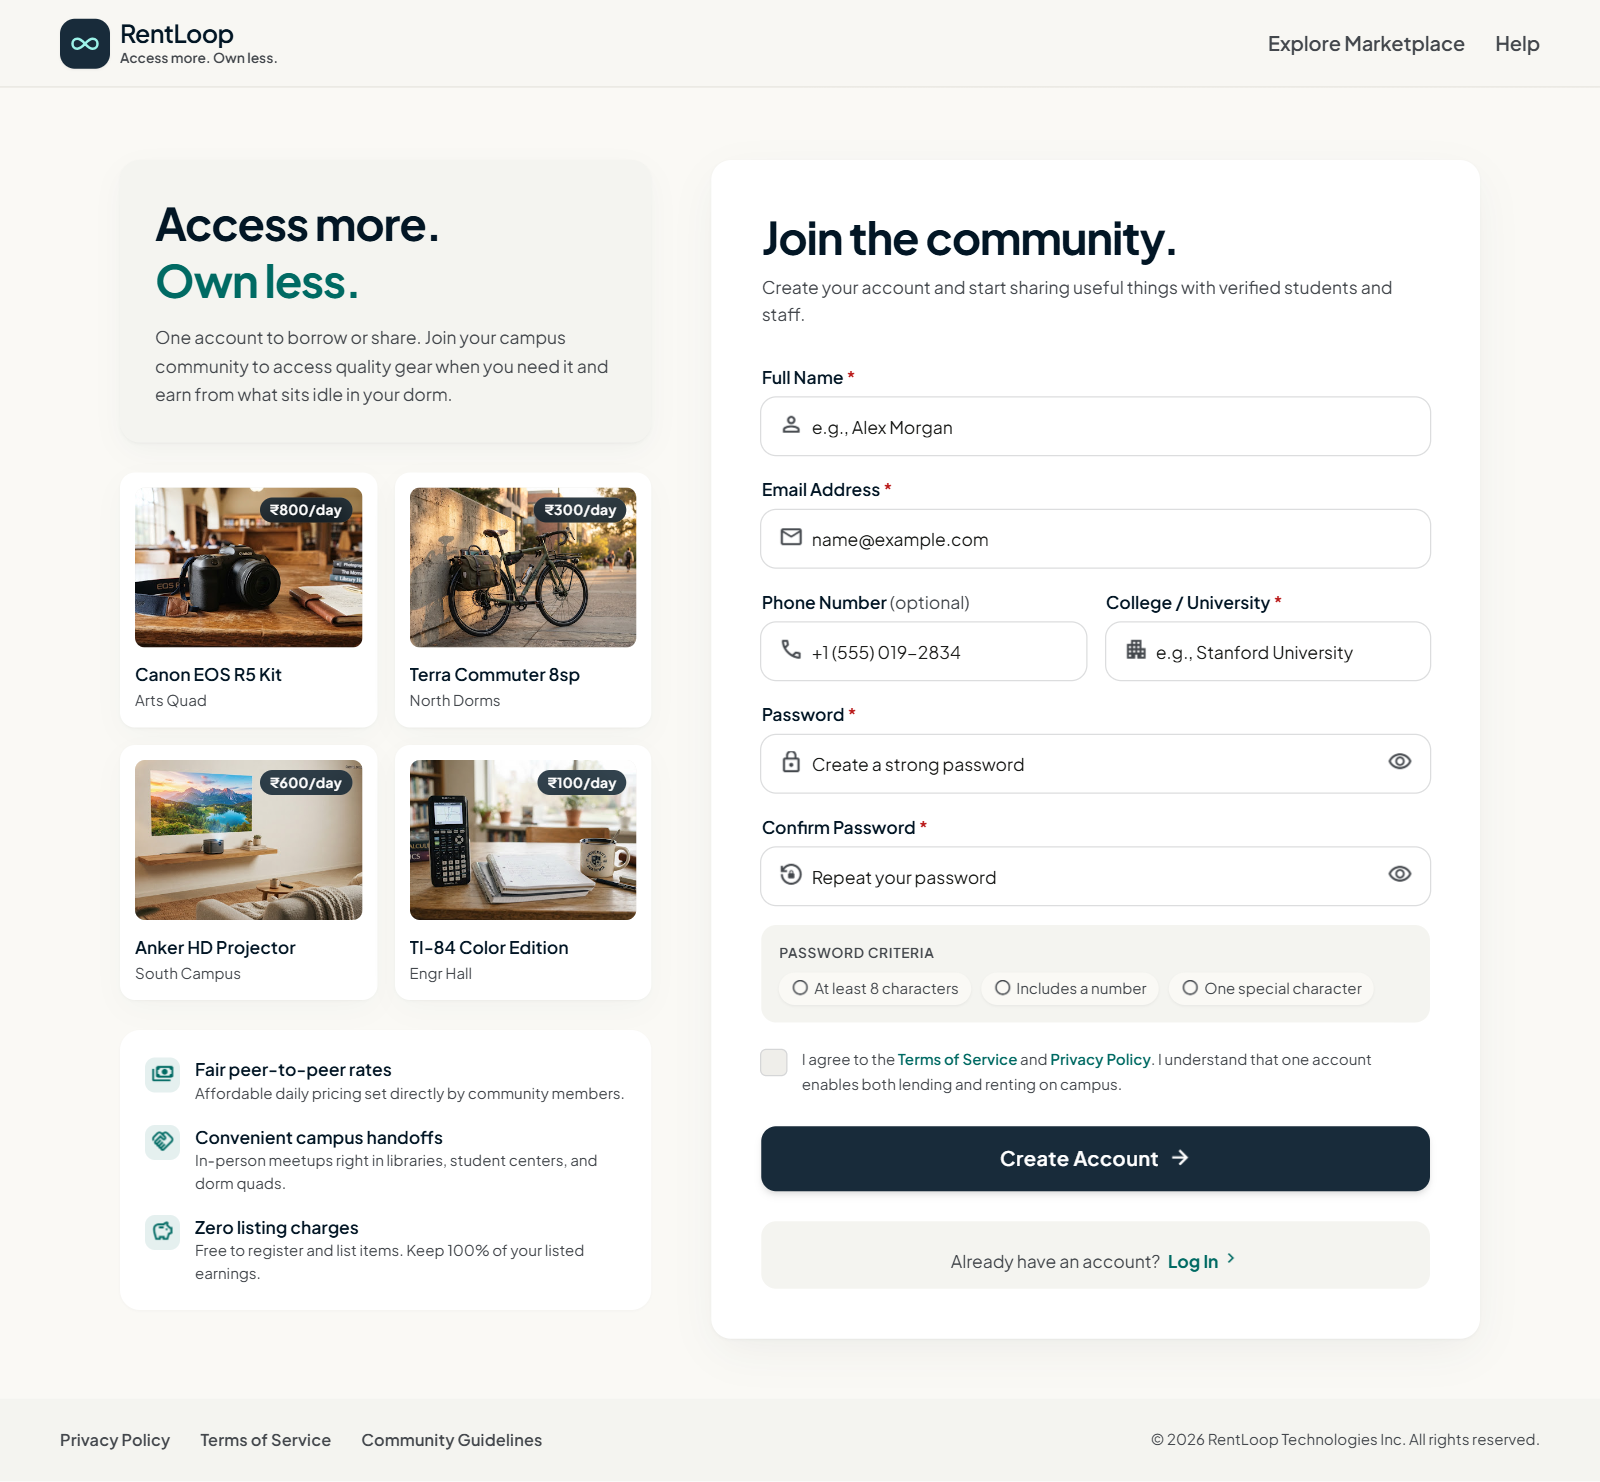 RentLoop
Access more. Own less.
Explore Marketplace
Help
Access more.
Own less.
One account to borrow or share. Join your campus
community to access quality gear when you need it and
earn from what sits idle in your dorm.
₹800/day
Canon EOS R5 Kit
Arts Quad
₹300/day
Terra Commuter 8sp
North Dorms
₹600/day
Anker HD Projector
South Campus
₹100/day
TI-84 Color Edition
Engr Hall
Fair peer-to-peer rates
Affordable daily pricing set directly by community members.
Convenient campus handoffs
In-person meetups right in libraries, student centers, and
dorm quads.
Zero listing charges
Free to register and list items. Keep 100% of your listed
earnings.
Join the community.
Create your account and start sharing useful things with verified students and
staff.
Full Name *
e.g., Alex Morgan
Email Address *
name@example.com
Phone Number (optional)
+1 (555) 019-2834
College / University *
e.g., Stanford University
Password *
Create a strong password
Confirm Password *
Repeat your password
PASSWORD CRITERIA
At least 8 characters
Includes a number
One special character
I agree to the Terms of Service and Privacy Policy. I understand that one account
enables both lending and renting on campus.
Create Account
Already have an account? Log In
Privacy Policy
Terms of Service
Community Guidelines
© 2026 RentLoop Technologies Inc. All rights reserved.